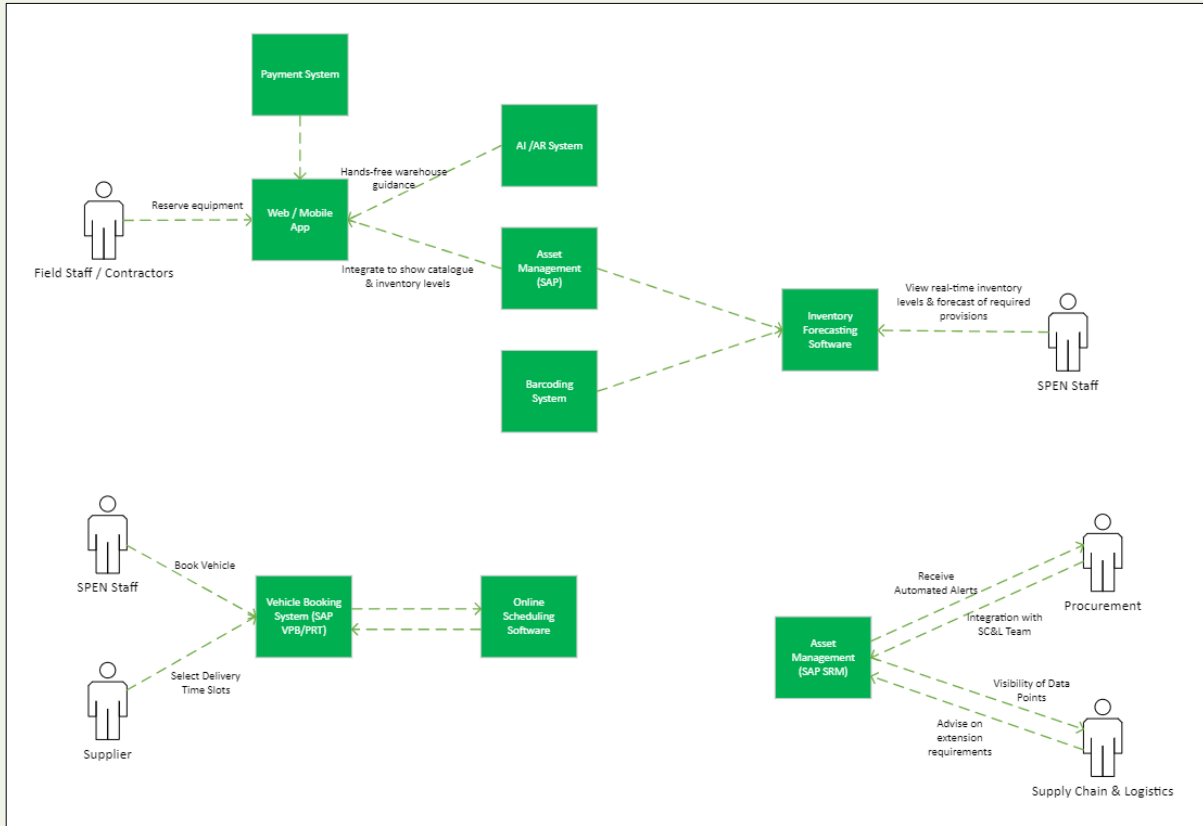 Payment System
AI /AR System
Hands-free warehouse
guidance
Reserve equipment
Web / Mobile
App
Field Staff / Contractors
Integrate to show catalogue
& inventory levels
Asset
Management
(SAP)
View real-time inventory
levels & forecast of required
provisions
Inventory
Forecasting
Software
SPEN Staff
Barcoding
System
SPEN Staff
Book Vehicle
Vehicle Booking
System (SAP
VPB/PRT)
Online
Scheduling
Software
Select Delivery
Time Slots
Supplier
Receive
Automated Alerts
Procurement
Integration with
SC&L Team
Asset
Management
(SAP SRM)
Visibility of Data
Points
Advise on
extension
requirements
Supply Chain & Logistics